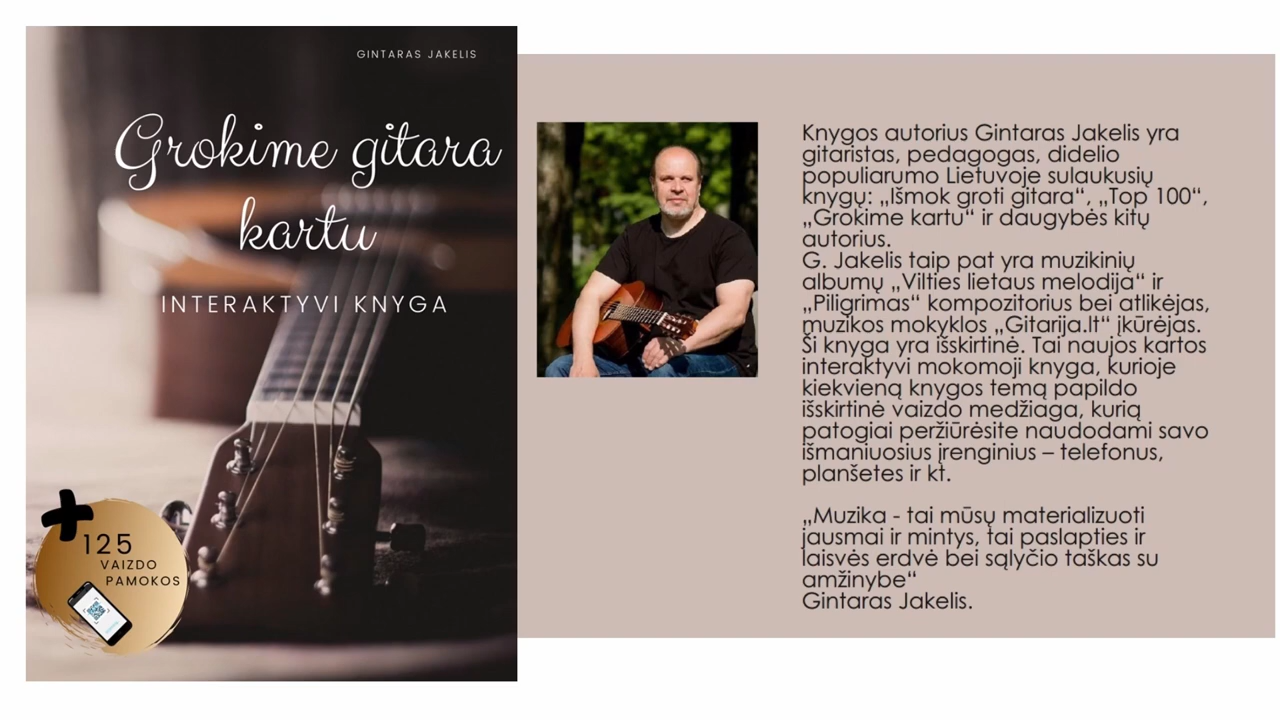 GINTARAS JAKELIS
Grokime gitara
kartu
INTERAKTYVI KNYGA
125
VAIZDO
PAMOKOS
Knygos autorius Gintaras Jakelis yra
gitaristas, pedagogas, didelio
populiarumo Lietuvoje sulaukusių
knygų: „Išmok groti gitara“, „Top 100“,
„Grokime kartu“ ir daugybės kitų
autorius.
G. Jakelis taip pat yra muzikinių
albumų „Vilties lietaus melodija“ ir
„Piligrimas“ kompozitorius bei atlikėjas,
muzikos mokyklos „Gitarija.lt“ įkūrėjas.
Ši knyga yra išskirtinė. Tai naujos kartos
interaktyvi mokomoji knyga, kurioje
kiekvieną knygos temą papildo
išskirtinė vaizdo medžiaga, kurią
patogiai peržiūrėsite naudodami savo
išmaniuosius įrenginius – telefonus,
planšetes ir kt.
„Muzika - tai mūsų materializuoti
jausmai ir mintys, tai paslapties ir
laisvės erdvė bei sąlyčio taškas su
amžinybe“
Gintaras Jakelis.